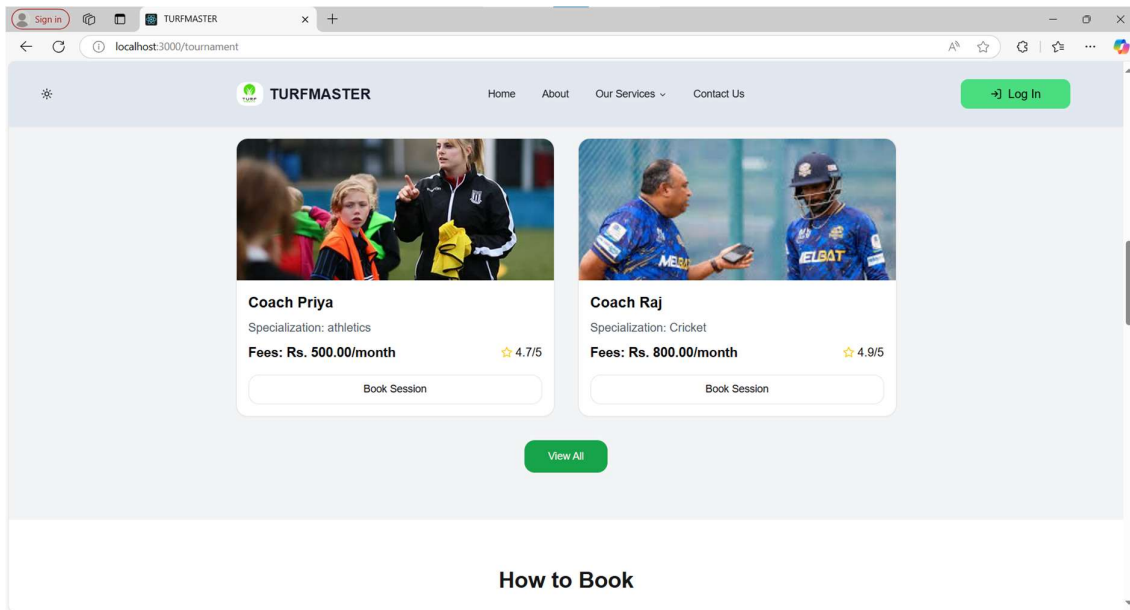 Sign in
TURFMASTER
localhost:3000/tournament
TURF
TURFMASTER
Home About Our Services Contact Us
Log In
MELBAT
Coach Priya
Specialization: athletics
Fees: Rs. 500.00/month
4.7/5
Book Session
Coach Raj
Specialization: Cricket
Fees: Rs. 800.00/month
4.9/5
Book Session
View All
How to Book